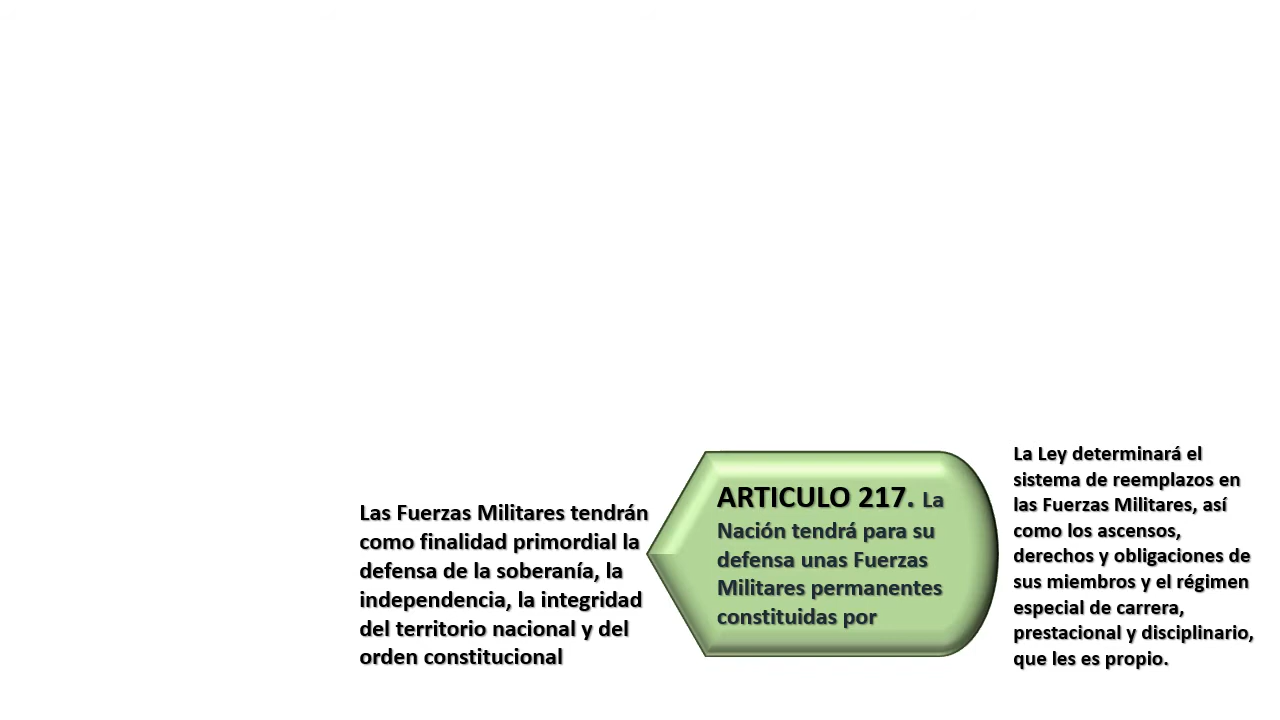 Las Fuerzas Militares tendrán
como finalidad primordial la
defensa de la soberanía, la
independencia, la integridad
del territorio nacional y del
orden constitucional
ARTICULO 217. La
Nación tendrá para su
defensa unas Fuerzas
Militares permanentes
constituidas por
La Ley determinará el
sistema de reemplazos en
las Fuerzas Militares, así
como los ascensos,
derechos y obligaciones de
sus miembros y el régimen
especial de carrera,
prestacional y disciplinario,
que les es propio.